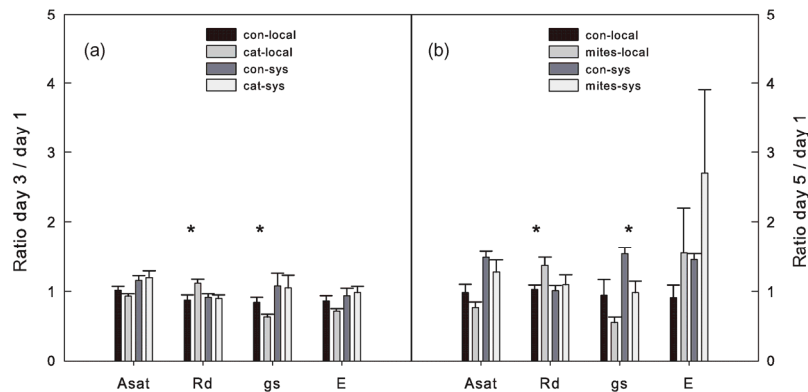 5
4
3
2
1
0
Ratio day 3 / day 1
(a)
con-local
cat-local
con-sys
cat-sys
*
*
Asat
Rd
gs
E
(b)
con-local
mites-local
con-sys
mites-sys
*
*
Asat
Rd
gs
E
5
4
3
2
1
0
Ratio day 5 / day 1